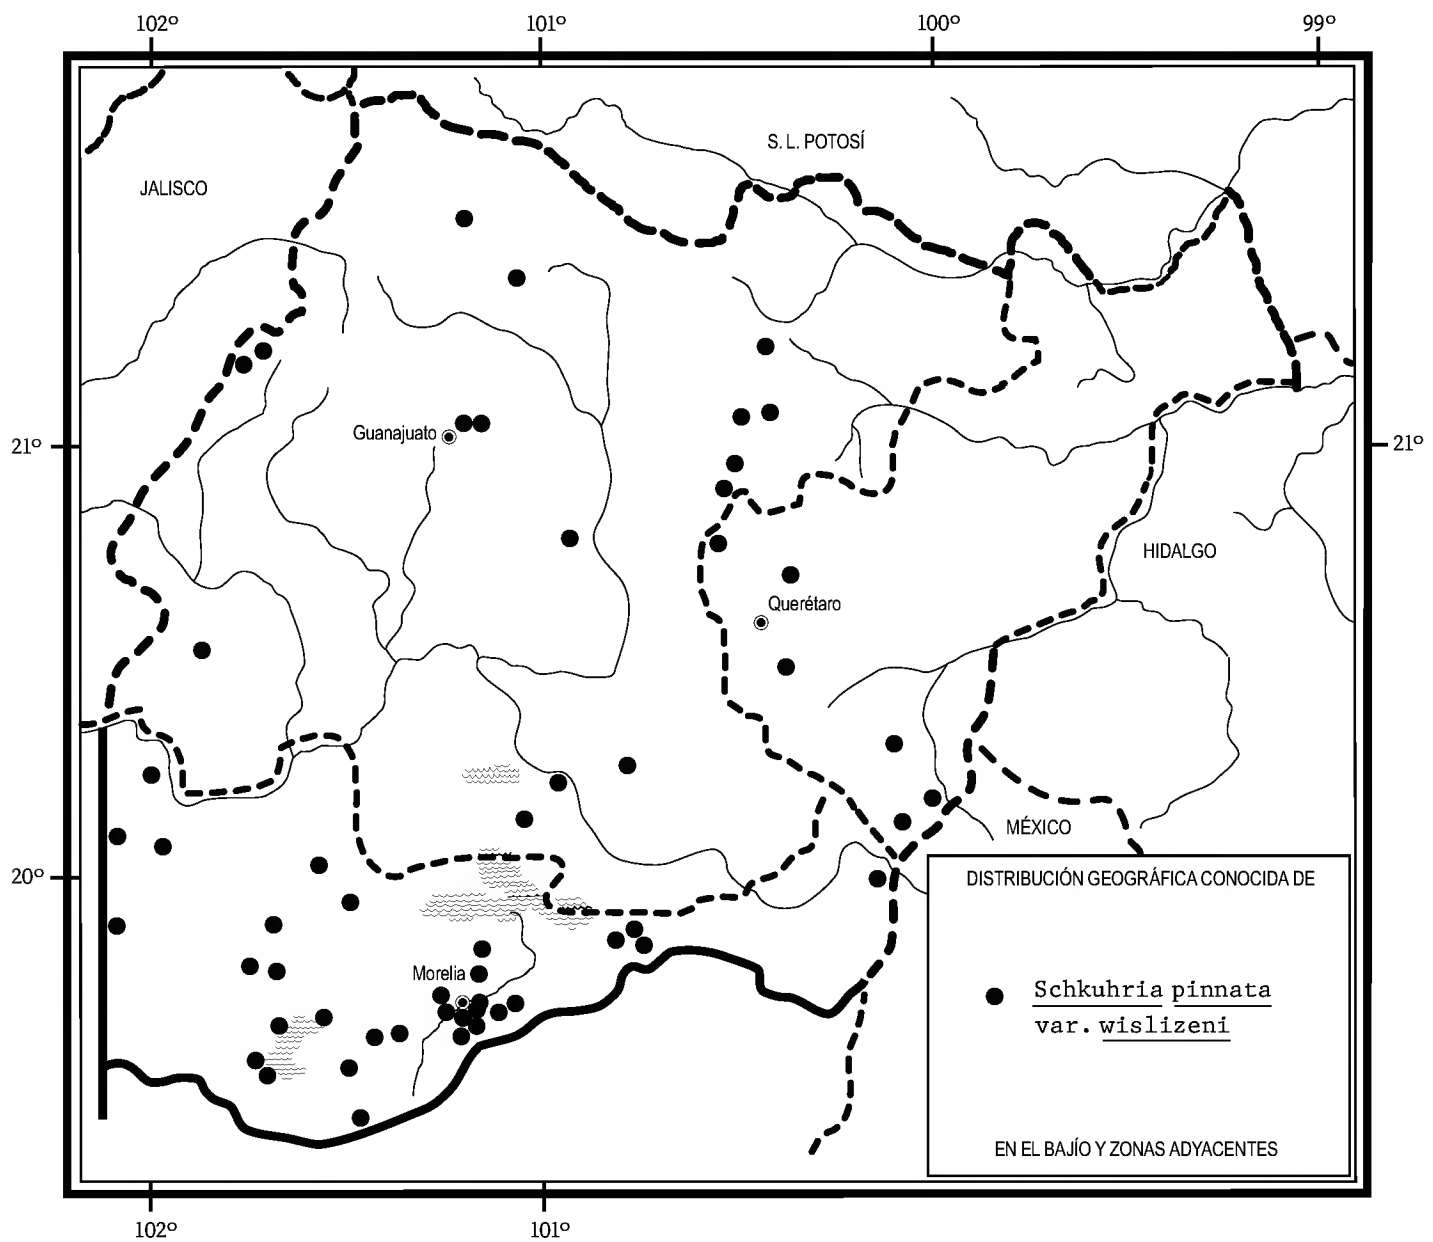 102º 101º 100º 99º
S. L. POTOSÍ
JALISCO
Guanajuato
21º 21º
HIDALGO
Querétaro
MÉXICO
20º
DISTRIBUCIÓN GEOGRÁFICA CONOCIDA DE
Morelia
Schkuhria pinnata
var. wislizeni
EN EL BAJÍO Y ZONAS ADYACENTES
102º 101º